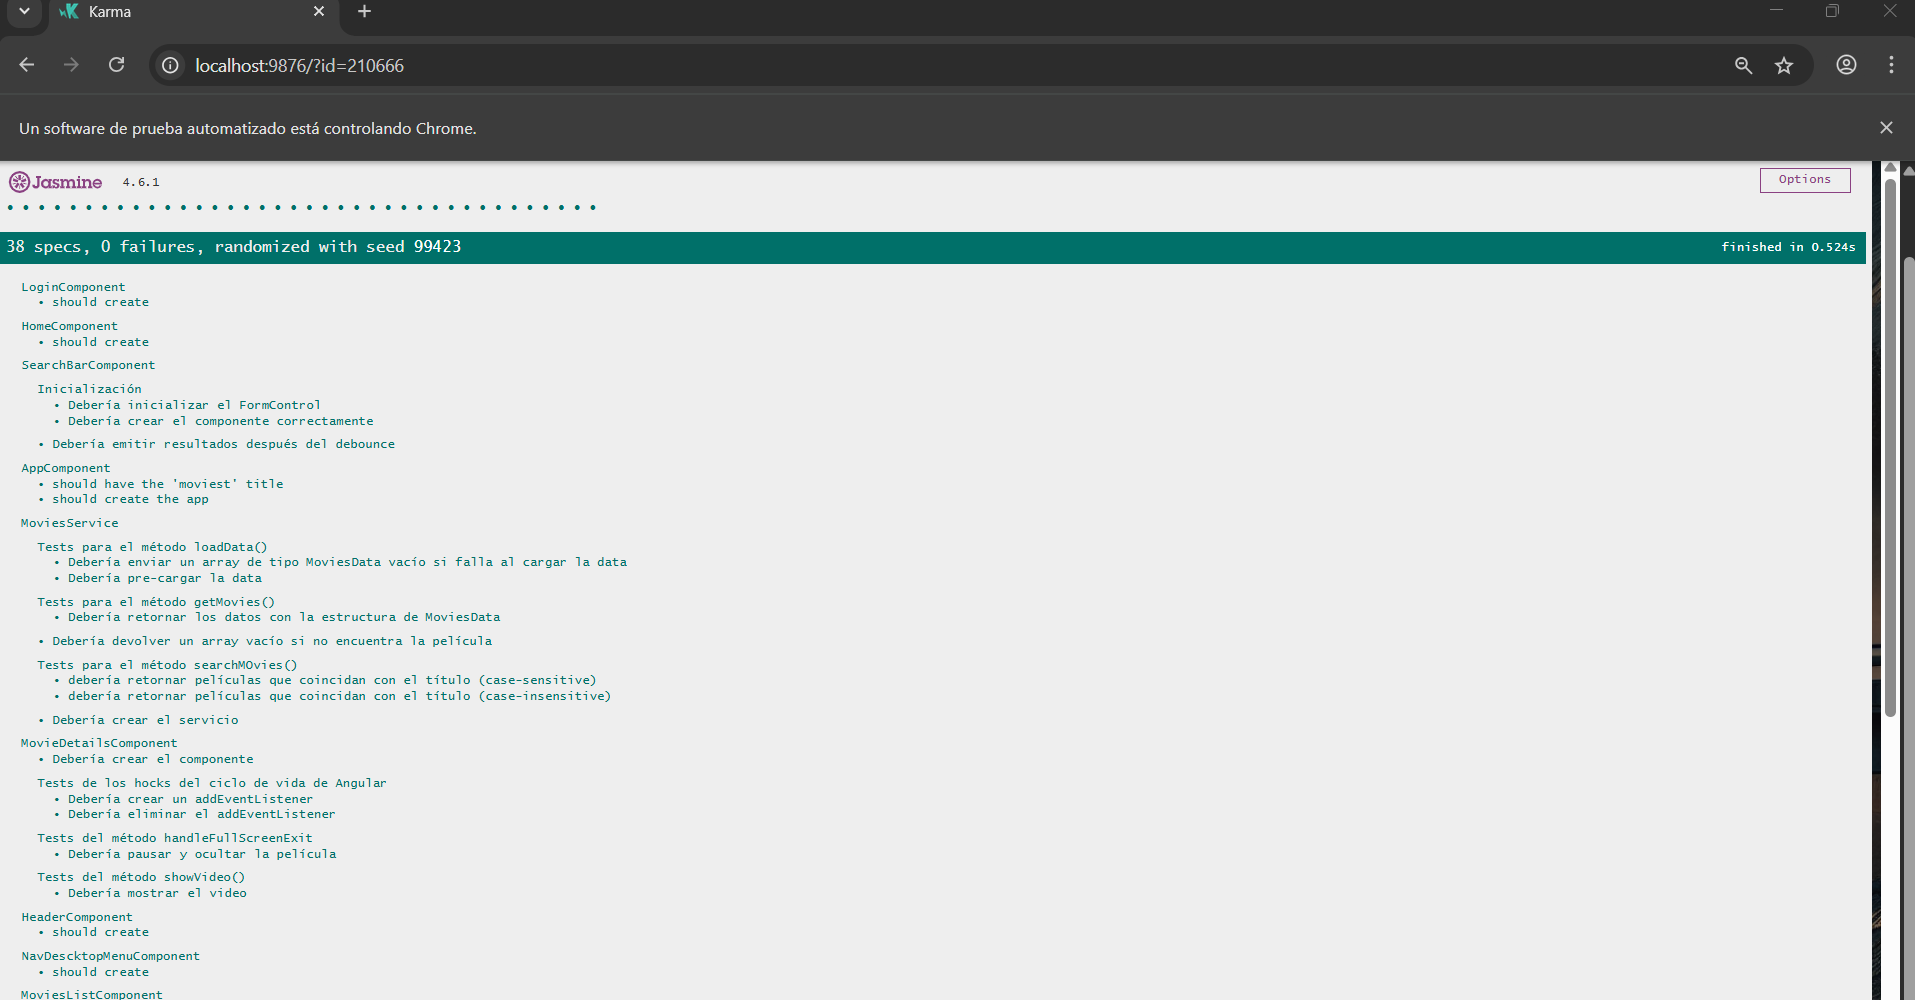 Karma
localhost:9876/?id=210666
Un software de prueba automatizado está controlando Chrome.
Jasmine 4.6.1
Options
38 specs, 0 failures, randomized with seed 99423
finished in 0.524s
LoginComponent
• should create
HomeComponent
• should create
SearchBarComponent
Inicialización
• Debería inicializar el FormControl
• Debería crear el componente correctamente
• Debería emitir resultados después del debounce
AppComponent
• should have the 'moviest' title
• should create the app
MoviesService
Tests para el método loadData()
• Debería enviar un array de tipo MoviesData vacío si falla al cargar la data
• Debería pre-cargar la data
Tests para el método getMovies()
• Debería retornar los datos con la estructura de MoviesData
• Debería devolver un array vacío si no encuentra la película
Tests para el método searchMOvies()
• debería retornar películas que coincidan con el título (case-sensitive)
• debería retornar películas que coincidan con el título (case-insensitive)
• Debería crear el servicio
MovieDetailsComponent
• Debería crear el componente
Tests de los hocks del ciclo de vida de Angular
• Debería crear un addEventListener
• Debería eliminar el addEventListener
Tests del método handleFullScreenExit
• Debería pausar y ocultar la película
Tests del método showVideo()
• Debería mostrar el video
HeaderComponent
• should create
NavDescktopMenuComponent
• should create
MoviesListComponent